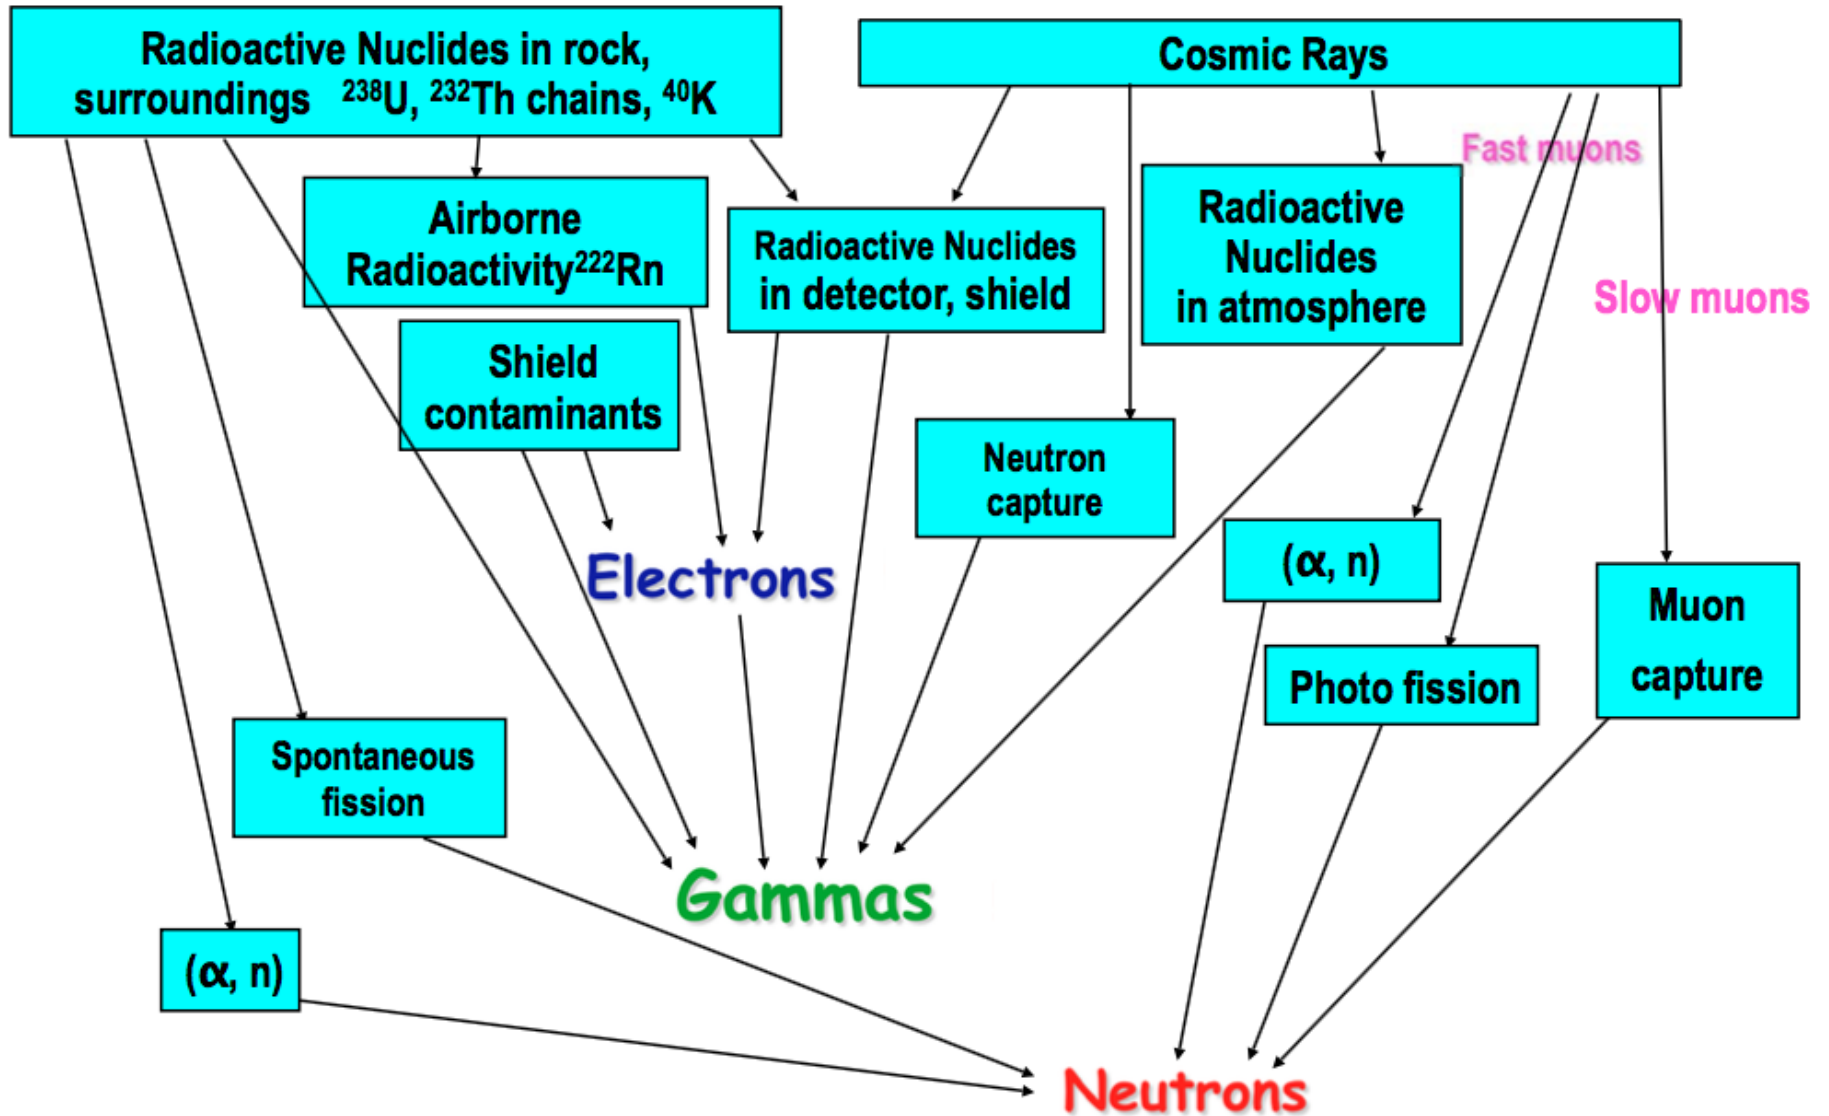 Radioactive Nuclides in rock,
surroundings ²³⁸U, ²³²Th chains, ⁴⁰K
Cosmic Rays
Fast muons
Airborne
Radioactivity²²²Rn
Radioactive Nuclides
in detector, shield
Radioactive
Nuclides
in atmosphere
Slow muons
Shield
contaminants
Neutron
capture
Electrons
(α, n)
Muon
capture
Photo fission
Spontaneous
fission
Gammas
(α, n)
Neutrons